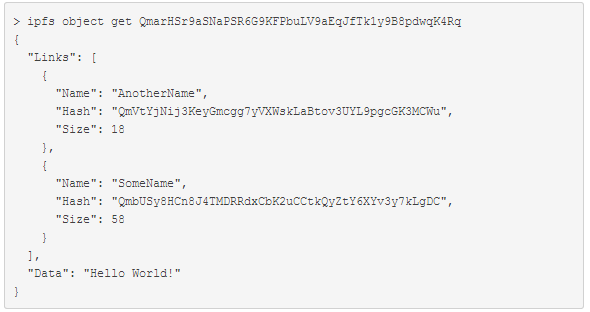 > ipfs object get QmarHSr9aSNaPSR6G9KFPbuLV9aEqJfTk1y9B8pdwqK4Rq
{
  "Links": [
    {
      "Name": "AnotherName",
      "Hash": "QmVtYjNij3KeyGmcgg7yVXWskLaBtov3UYL9pgcGK3MCWu",
      "Size": 18
    },
    {
      "Name": "SomeName",
      "Hash": "QmbUSy8HCn8J4TMDRRdxCbK2uCCtkQyZtY6XYv3y7kLgDC",
      "Size": 58
    }
  ],
  "Data": "Hello World!"
}